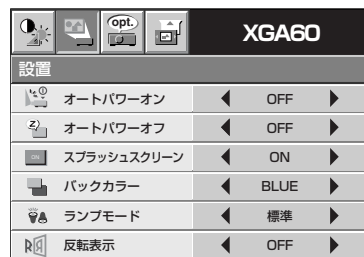 opt.
XGA60
設置
オートパワーオン OFF
オートパワーオフ OFF
スプラッシュスクリーン ON
バックカラー BLUE
ランプモード 標準
反転表示 OFF